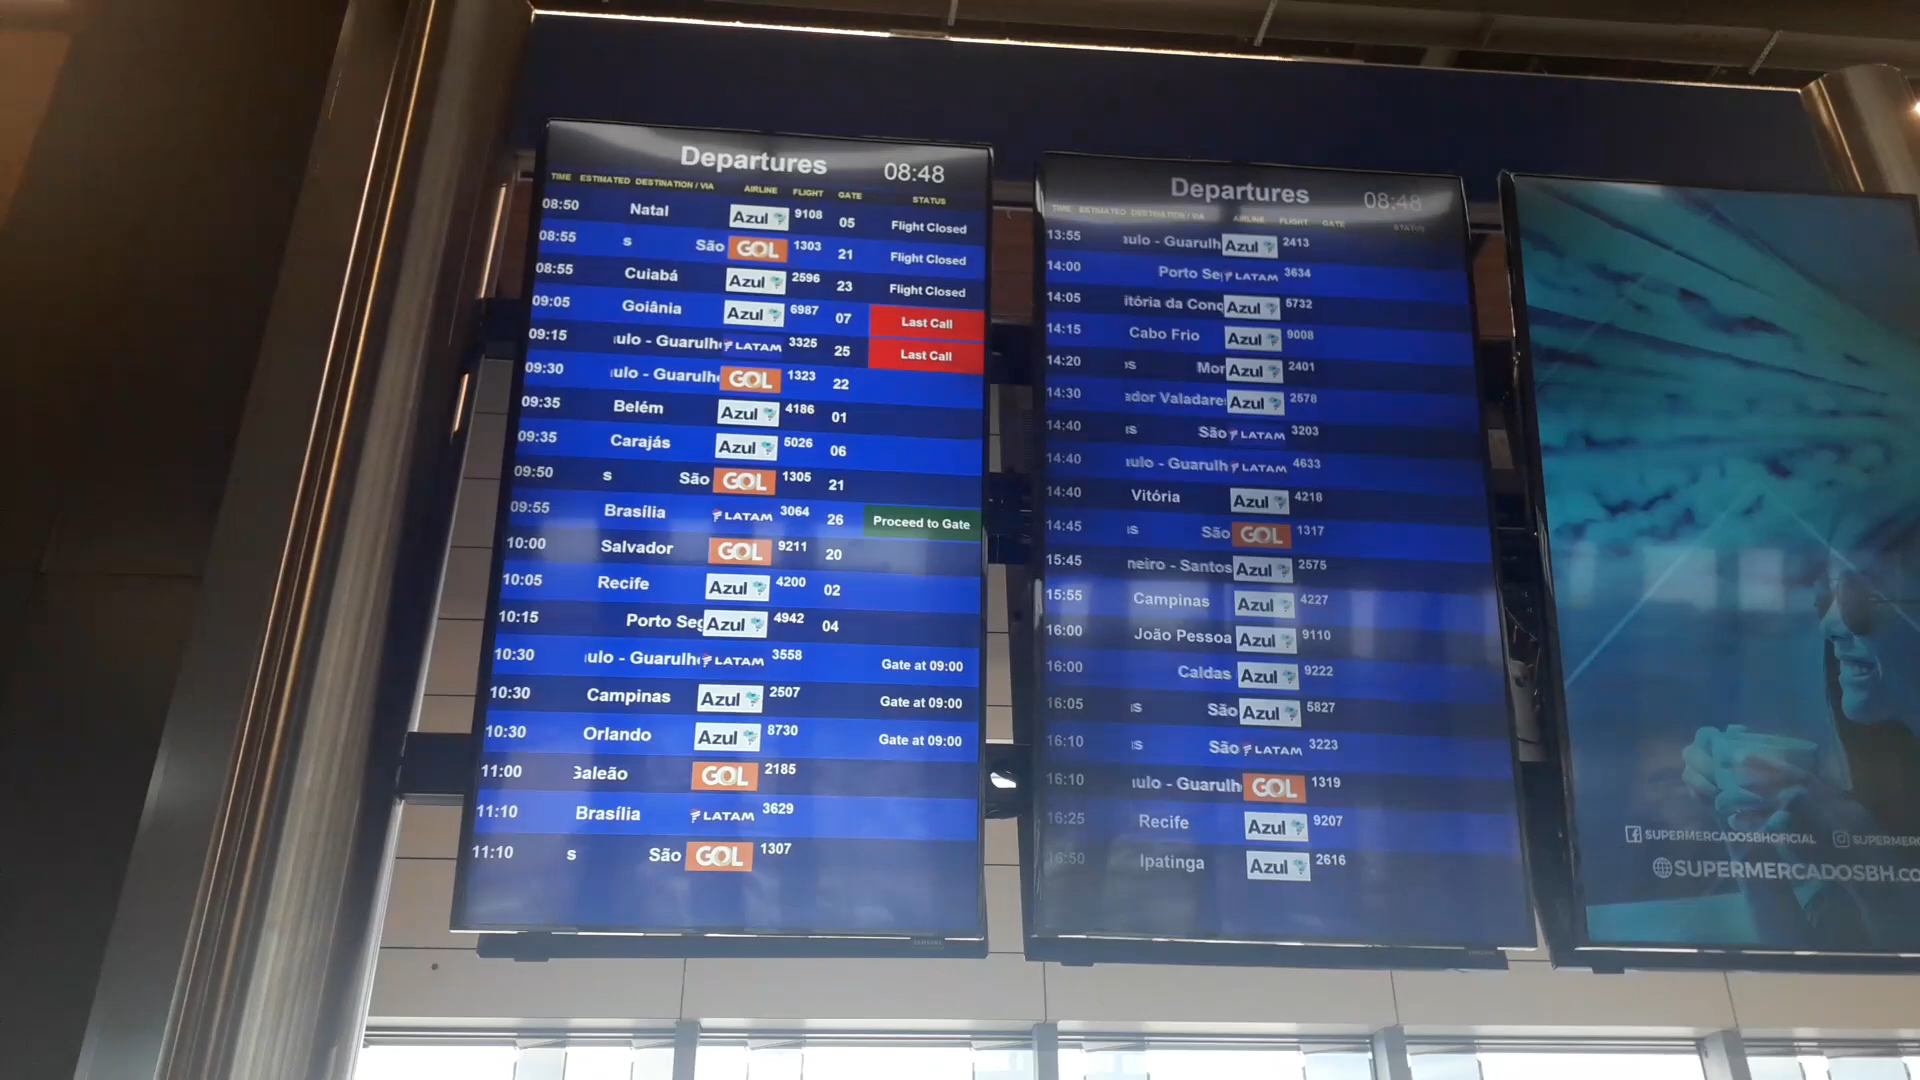 Departures 08:48
TIME ESTIMATED DESTINATION / VIA AIRLINE FLIGHT GATE STATUS
08:50 Natal Azul 9108 05 Flight Closed
08:55 s São GOL 1303 21 Flight Closed
08:55 Cuiabá Azul 2596 23 Flight Closed
09:05 Goiânia Azul 6987 07 Last Call
09:15 ulo - Guarulh LATAM 3325 25 Last Call
09:30 ulo - Guarulh GOL 1323 22
09:35 Belém Azul 4186 01
09:35 Carajás Azul 5026 06
09:50 s São GOL 1305 21
09:55 Brasília LATAM 3064 26 Proceed to Gate
10:00 Salvador GOL 9211 20
10:05 Recife Azul 4200 02
10:15 Porto Seg Azul 4942 04
10:30 ulo - Guarulh LATAM 3558 Gate at 09:00
10:30 Campinas Azul 2507 Gate at 09:00
10:30 Orlando Azul 8730 Gate at 09:00
11:00 Galeão GOL 2185
11:10 Brasília LATAM 3629
11:10 s São GOL 1307
SAMSUNG
Departures 08:48
TIME ESTIMATED DESTINATION / VIA AIRLINE FLIGHT GATE STATUS
13:55 ulo - Guarulh Azul 2413
14:00 Porto Se LATAM 3634
14:05 itória da Conq Azul 5732
14:15 Cabo Frio Azul 9008
14:20 s Mor Azul 2401
14:30 ador Valadare Azul 2578
14:40 s São LATAM 3203
14:40 ulo - Guarulh LATAM 4633
14:40 Vitória Azul 4218
14:45 s São GOL 1317
15:45 neiro - Santos Azul 2575
15:55 Campinas Azul 4227
16:00 João Pessoa Azul 9110
16:00 Caldas Azul 9222
16:05 s São Azul 5827
16:10 s São LATAM 3223
16:10 ulo - Guarulh GOL 1319
16:25 Recife Azul 9207
16:50 Ipatinga Azul 2616
SUPERMERCADOSBHOFICIAL SUPERMERC
SUPERMERCADOSBH.CO